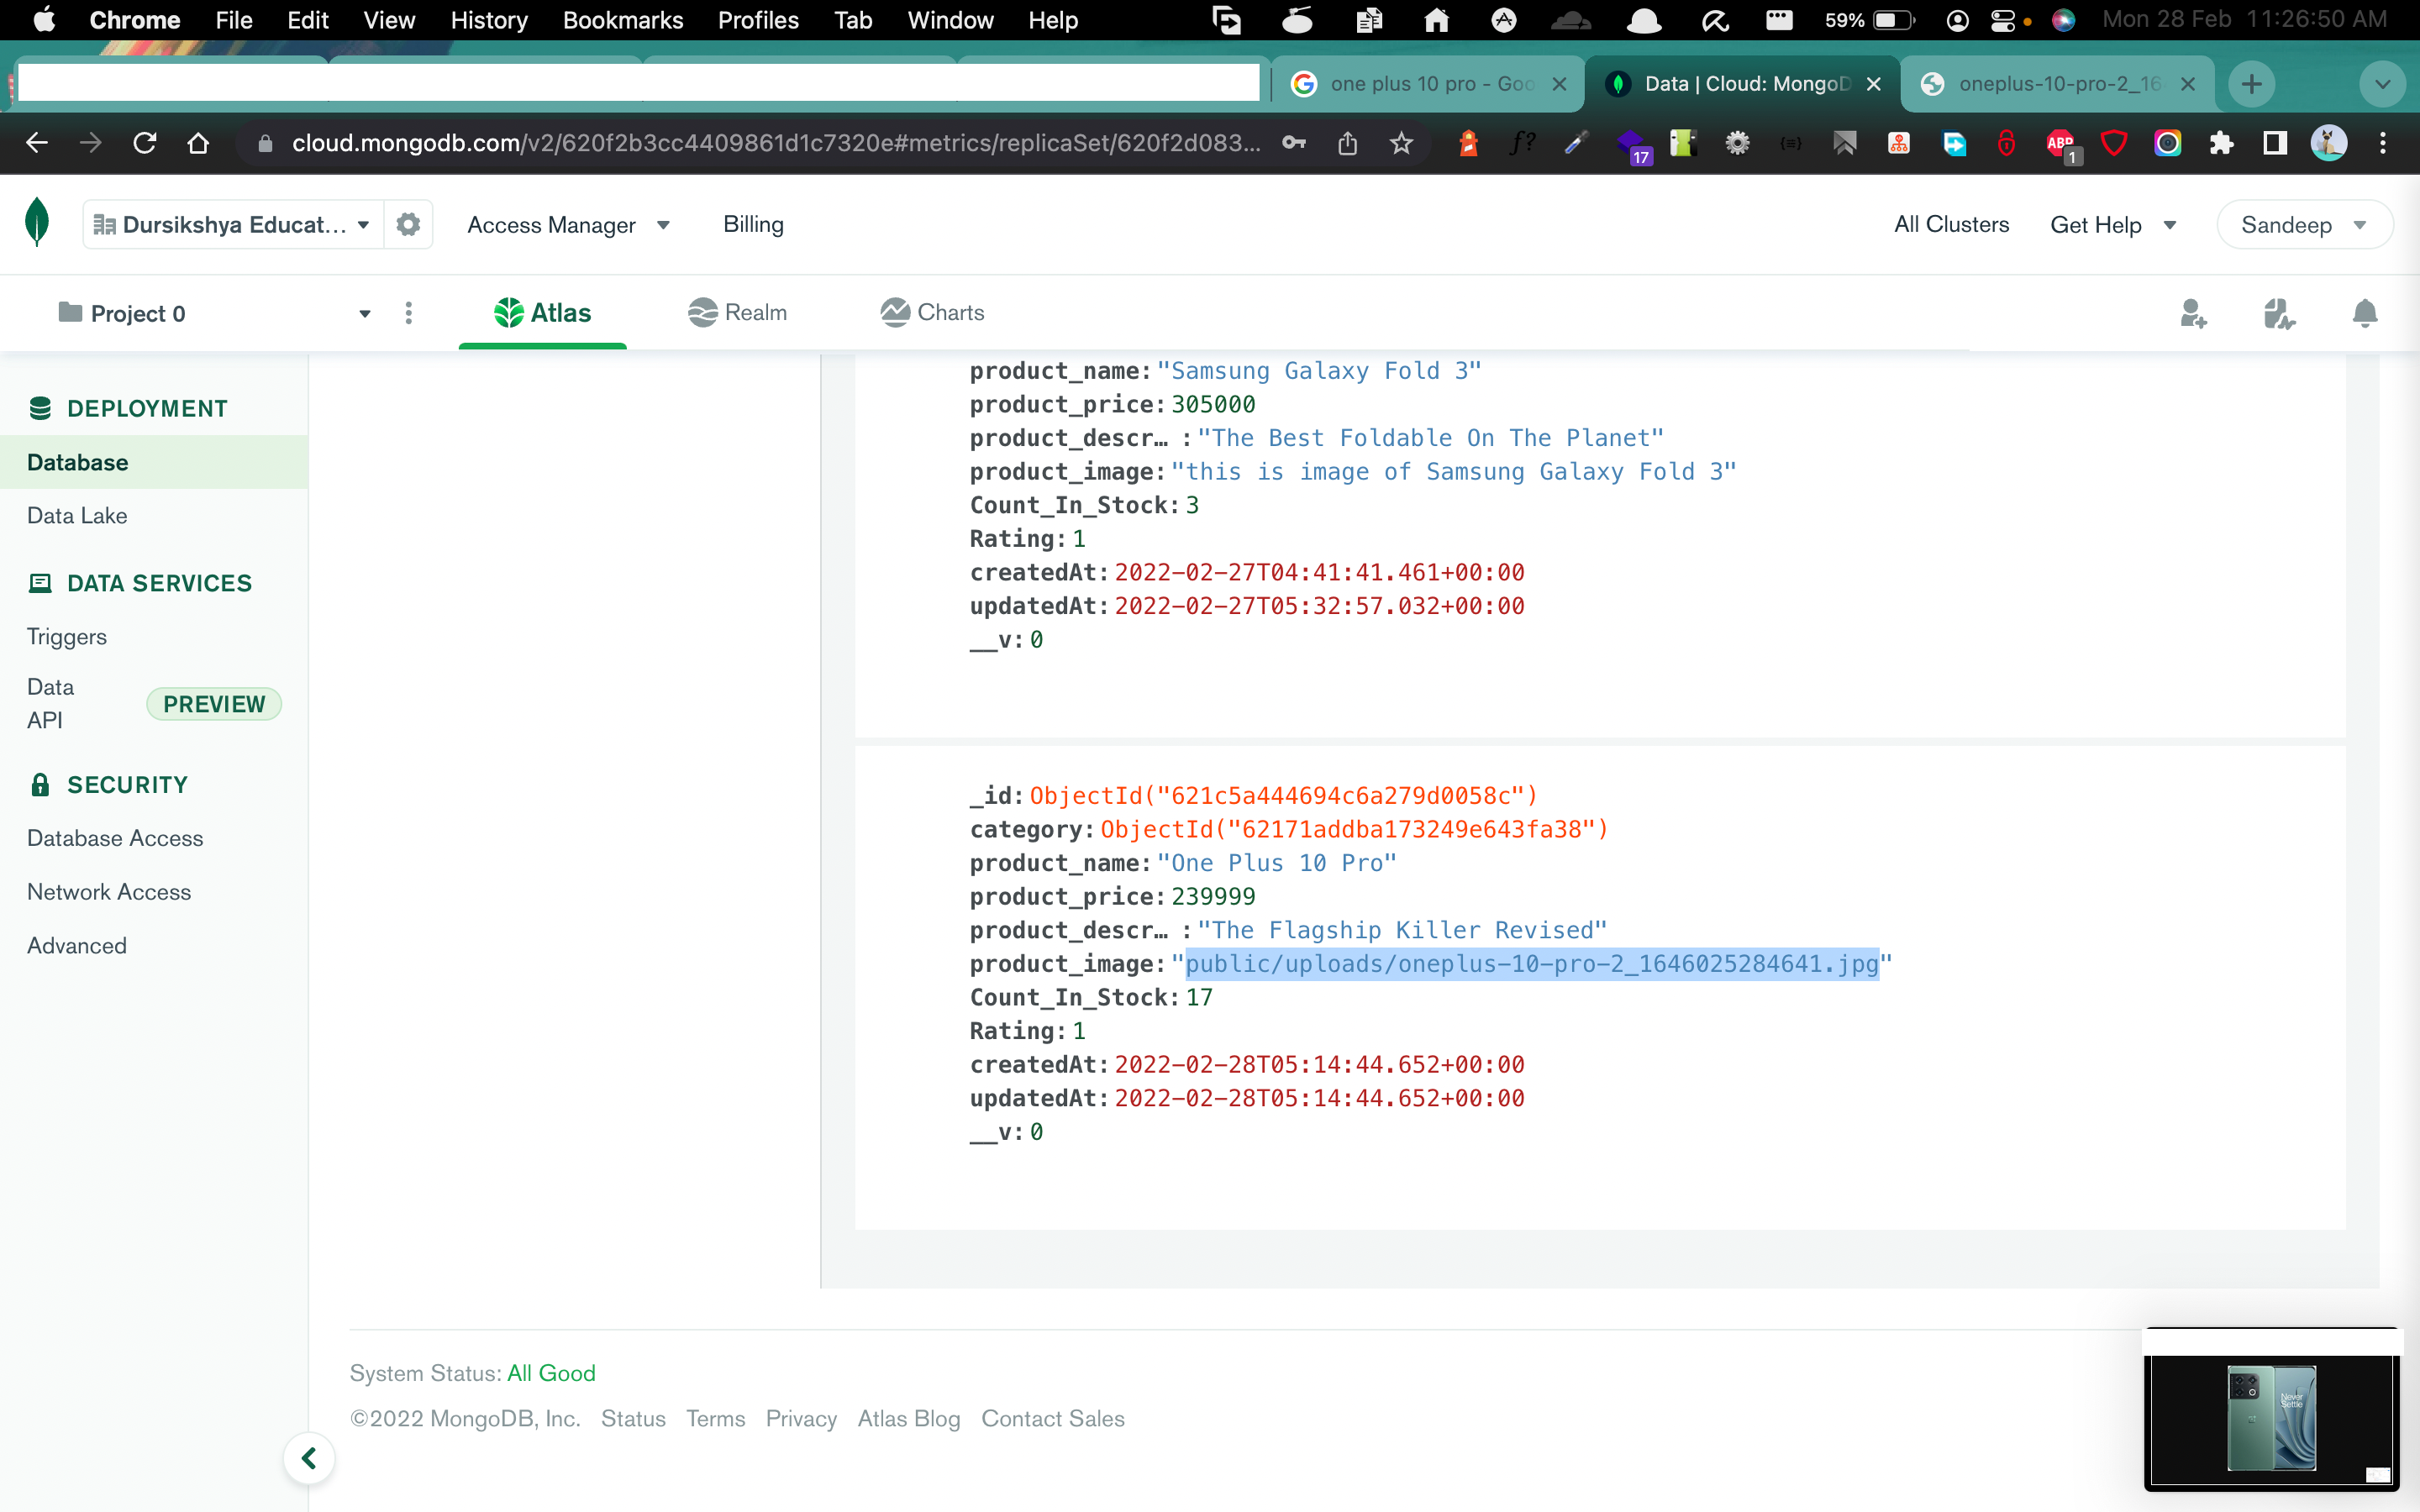 Chrome File Edit View History Bookmarks Profiles Tab Window Help 59% Mon 28 Feb 11:26:50 AM
one plus 10 pro - Goo Data | Cloud: MongoD oneplus-10-pro-2_16
cloud.mongodb.com/v2/620f2b3cc4409861d1c7320e#metrics/replicaSet/620f2d083... f? 17 ABP 1
Dursikshya Educat... Access Manager Billing All Clusters Get Help Sandeep
Project 0 Atlas Realm Charts
DEPLOYMENT
Database
Data Lake
DATA SERVICES
Triggers
Data API PREVIEW
SECURITY
Database Access
Network Access
Advanced
product_name: "Samsung Galaxy Fold 3"
product_price: 305000
product_descr… : "The Best Foldable On The Planet"
product_image: "this is image of Samsung Galaxy Fold 3"
Count_In_Stock: 3
Rating: 1
createdAt: 2022-02-27T04:41:41.461+00:00
updatedAt: 2022-02-27T05:32:57.032+00:00
__v: 0
_id: ObjectId("621c5a444694c6a279d0058c")
category: ObjectId("62171addba173249e643fa38")
product_name: "One Plus 10 Pro"
product_price: 239999
product_descr… : "The Flagship Killer Revised"
product_image: "public/uploads/oneplus-10-pro-2_1646025284641.jpg"
Count_In_Stock: 17
Rating: 1
createdAt: 2022-02-28T05:14:44.652+00:00
updatedAt: 2022-02-28T05:14:44.652+00:00
__v: 0
System Status: All Good
©2022 MongoDB, Inc. Status Terms Privacy Atlas Blog Contact Sales
Never
Settle